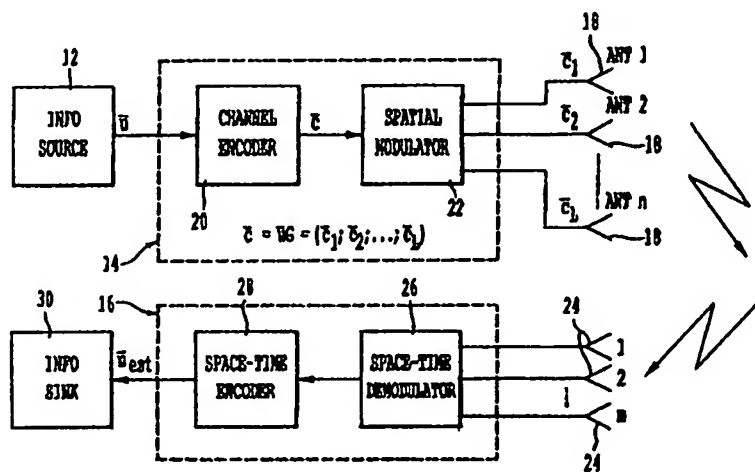 12
INFO
SOURCE
ū
CHANNEL
ENCODER
20
c̄
SPATIAL
MODULATOR
22
c̄ = ūG = (c̄1; c̄2; ...; c̄L)
14
18
c̄1
ANT 1
c̄2
ANT 2
18
c̄L
ANT n
18
16
30
INFO
SINK
ūest
28
SPACE-TIME
ENCODER
26
SPACE-TIME
DEMODULATOR
24
1
2
m
24